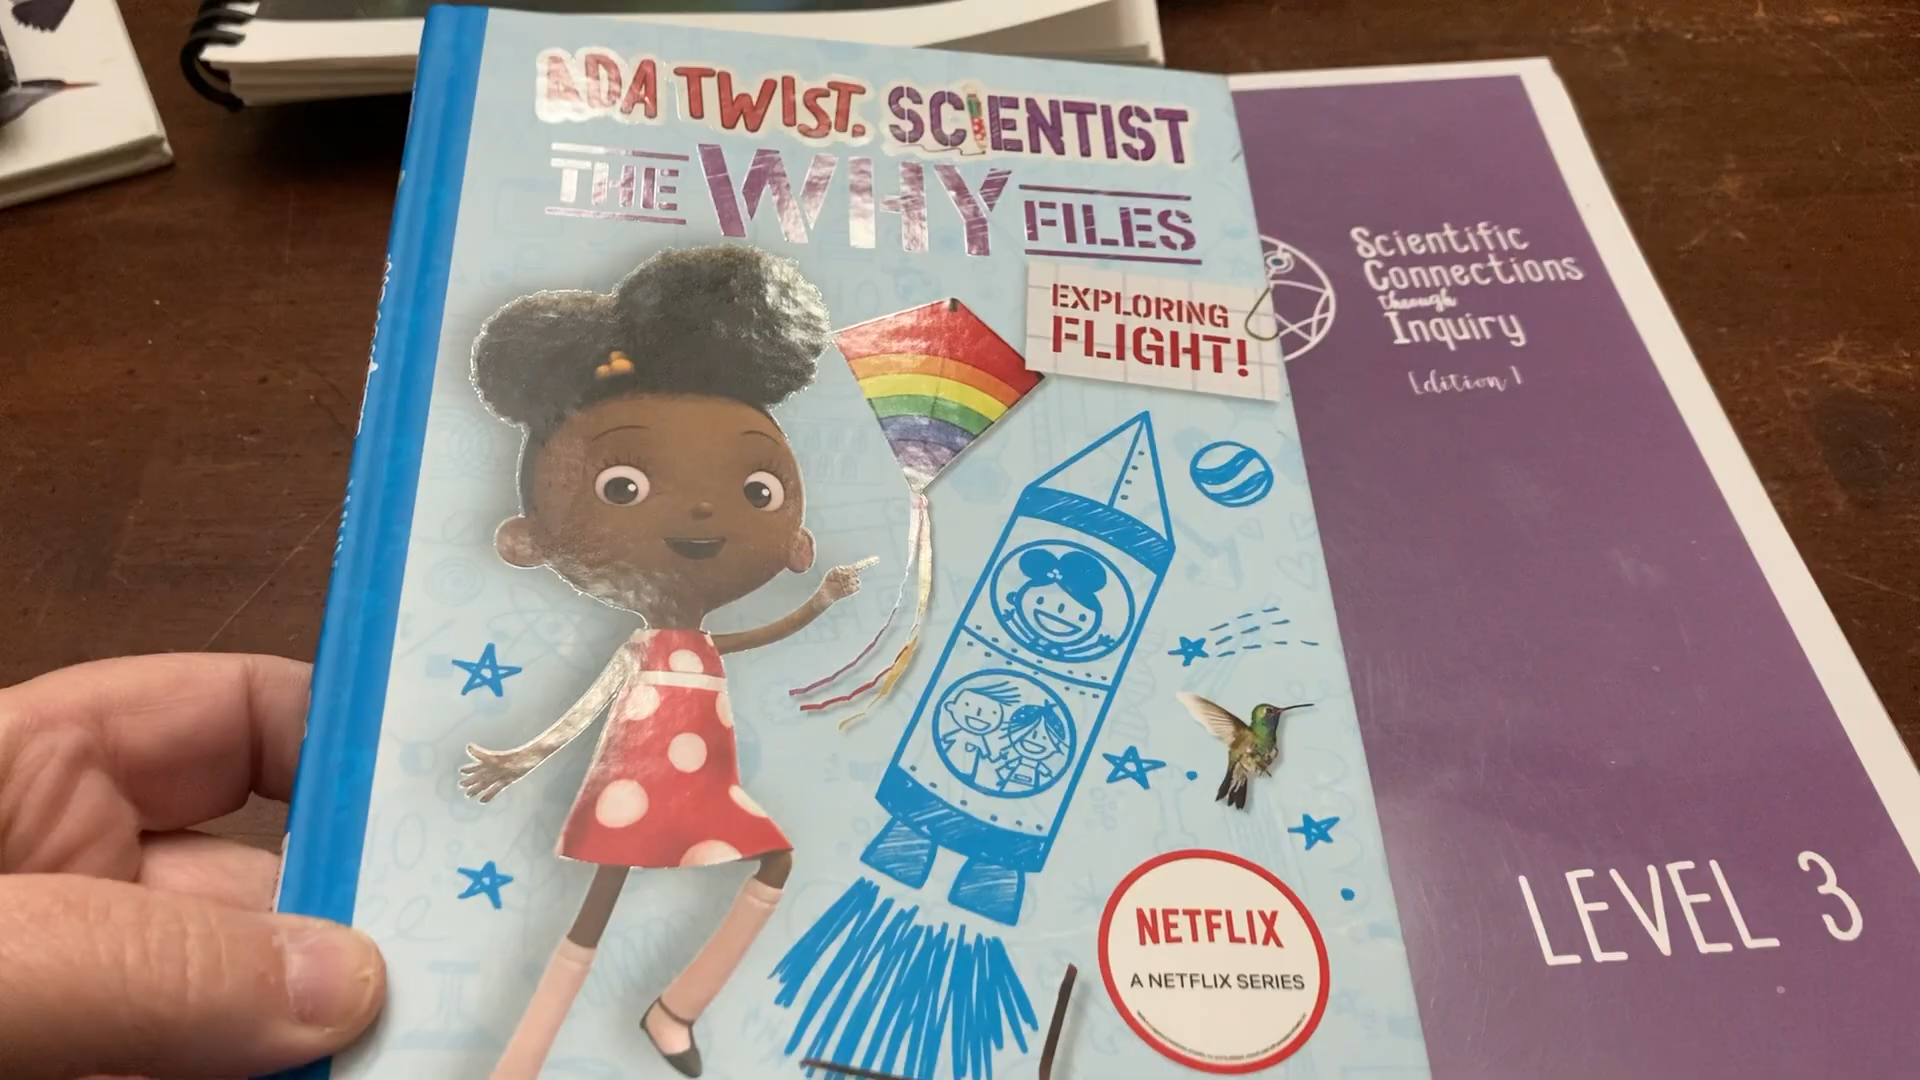 ADA TWIST, SCIENTIST
THE WHY FILES
EXPLORING
FLIGHT!
NETFLIX
A NETFLIX SERIES
Scientific
Connections
through
Inquiry
Edition 1
LEVEL 3